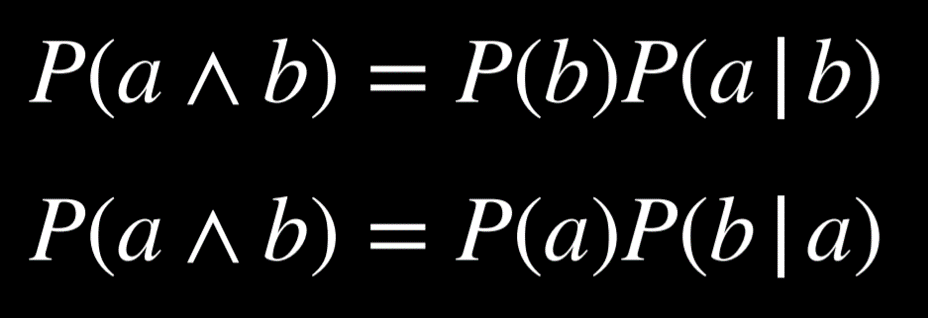 P(a ∧ b) = P(b)P(a | b)
P(a ∧ b) = P(a)P(b | a)